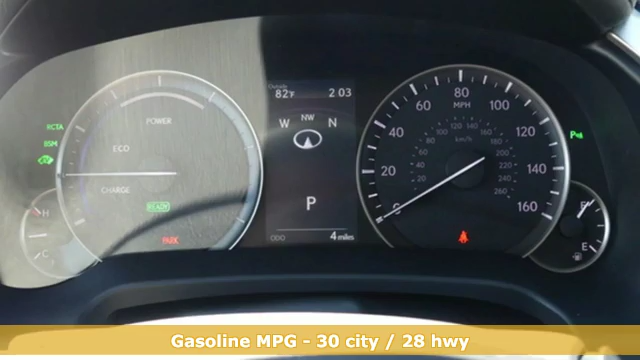 RCTA
BSM
POWER
ECO
CHARGE
READY
PARK
H
C
Outside
82°F 2:03
W NW N
P
ODO 4 miles
0 20 40 60 80 100 120 140 160
MPH
20 40 60 80 100 120 140 160 180 200 220 240 260
km/h
P
F
E
Gasoline MPG - 30 city / 28 hwy